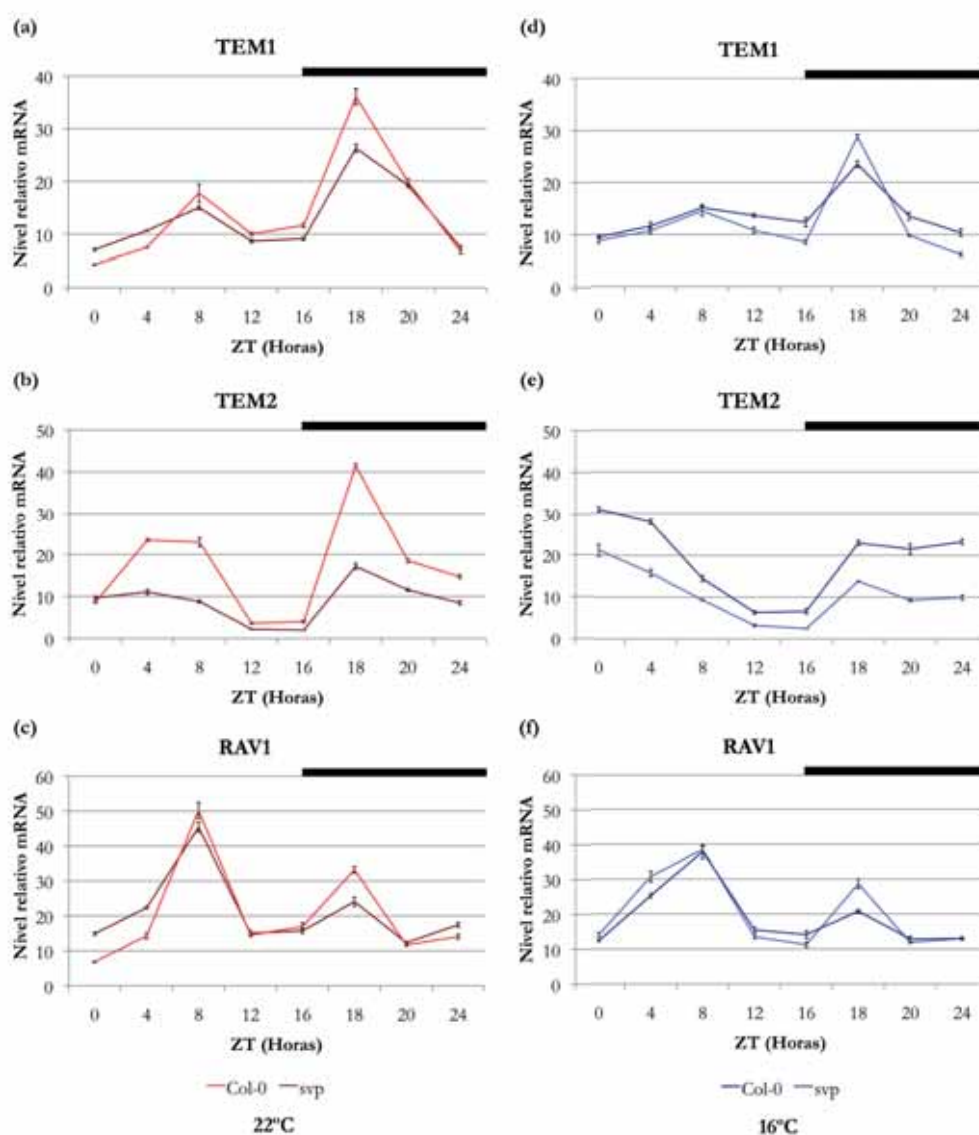 (a)
TEM1
Nivel relativo mRNA
40
30
20
10
0
0 4 8 12 16 18 20 24
ZT (Horas)
(b)
TEM2
Nivel relativo mRNA
50
40
30
20
10
0
0 4 8 12 16 18 20 24
ZT (Horas)
(c)
RAV1
Nivel relativo mRNA
60
50
40
30
20
10
0
0 4 8 12 16 18 20 24
ZT (Horas)
Col-0 svp
22ºC
(d)
TEM1
Nivel relativo mRNA
40
30
20
10
0
0 4 8 12 16 18 20 24
ZT (Horas)
(e)
TEM2
Nivel relativo mRNA
50
40
30
20
10
0
0 4 8 12 16 18 20 24
ZT (Horas)
(f)
RAV1
Nivel relativo mRNA
60
50
40
30
20
10
0
0 4 8 12 16 18 20 24
ZT (Horas)
Col-0 svp
16ºC